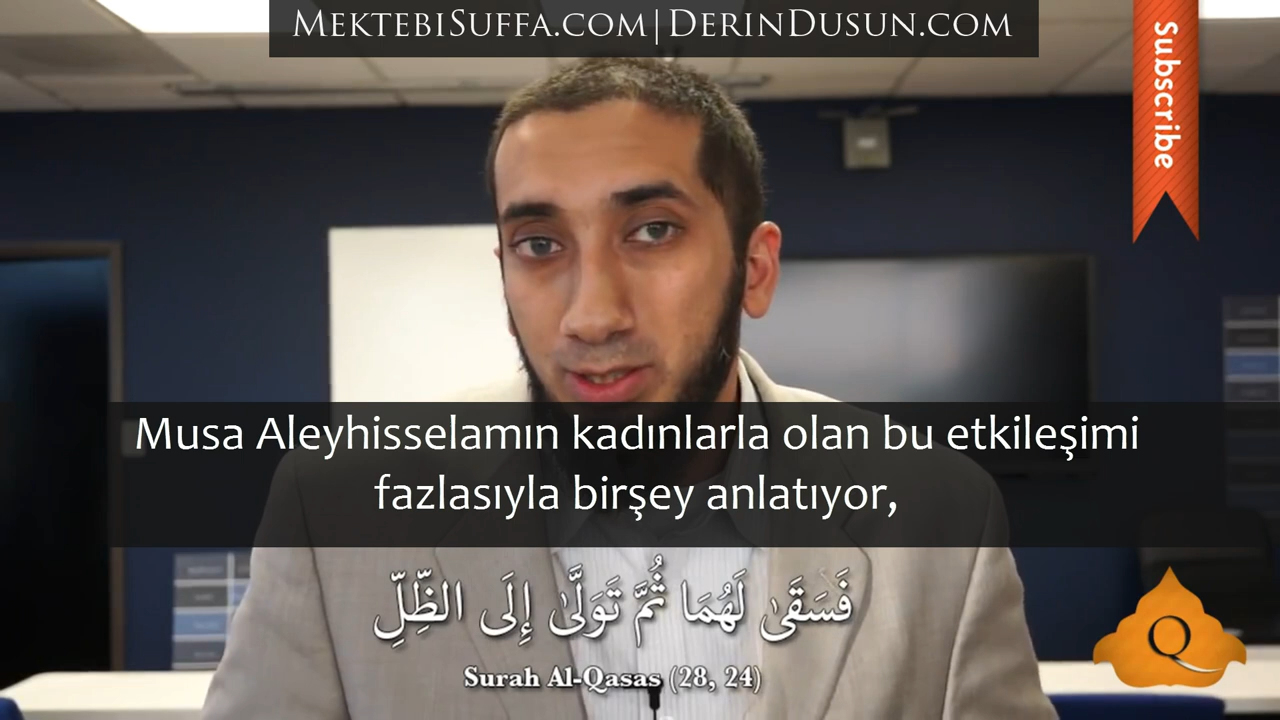 MektebiSuffa.com|DerinDusun.com
Subscribe
Musa Aleyhisselamın kadınlarla olan bu etkileşimi
fazlasıyla birşey anlatıyor,
فَسَقَىٰ لَهُمَا ثُمَّ تَوَلَّىٰ إِلَى الظِّلِّ
Surah Al-Qasas (28, 24)
Q